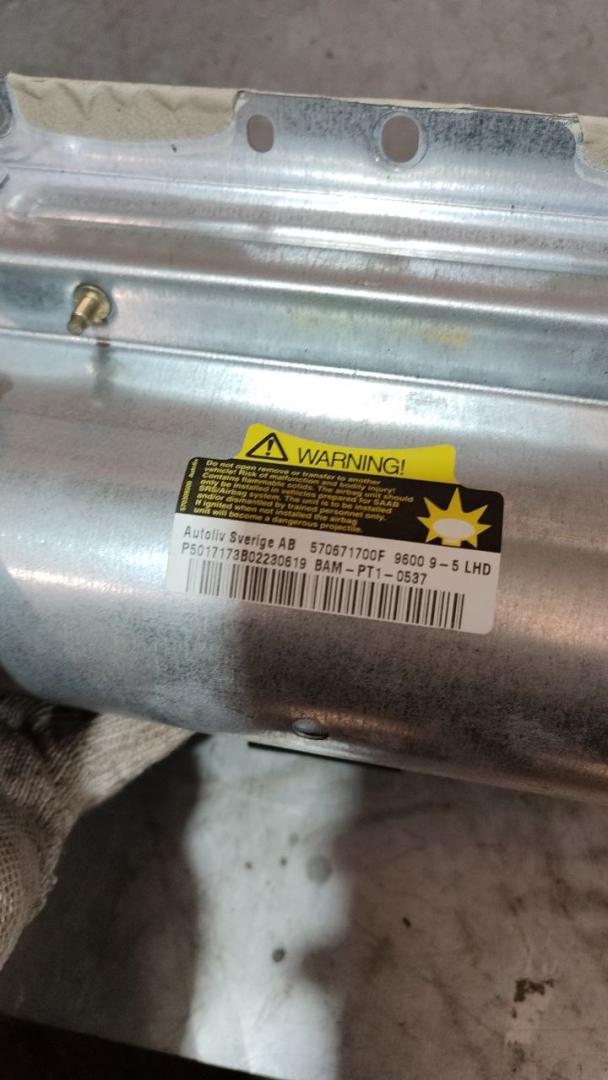 WARNING!
Do not open remove or transfer to another
vehicle! Risk of malfunction and bodily injury!
Contains flammable solids. The airbag unit should
only be installed in vehicles prepared for SAAB
SRS/Airbag system. The unit is to be installed
and/or dismounted by trained personnel only.
If ignited when not installed the airbag
unit will become a dangerous projectile.
Autoliv Sverige AB 570671700F 9600 9-5 LHD
P5017173B02230619 BAM-PT1-0537